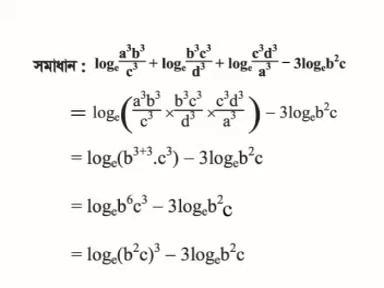 সমাধান : logₑ a³b³/c³ + logₑ b³c³/d³ + logₑ c³d³/a³ − 3logₑb²c
= logₑ(a³b³/c³ × b³c³/d³ × c³d³/a³) − 3logₑb²c
= logₑ(b³⁺³.c³) − 3logₑb²c
= logₑb⁶c³ − 3logₑb²c
= logₑ(b²c)³ − 3logₑb²c